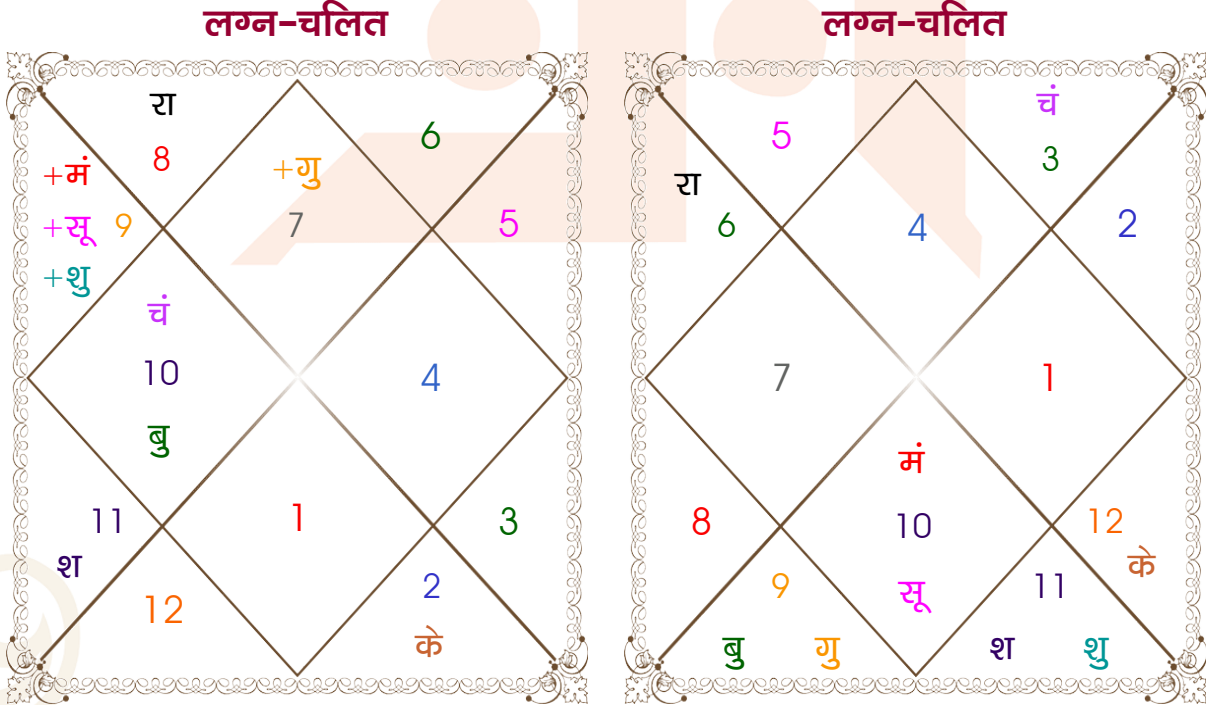 लग्न-चलित
रा
8
+गु
6
+मं
+सू 9
7
5
+शु
चं
10
4
बु
11
1
3
श
12
2
के
लग्न-चलित
चं
5
3
रा
6
4
2
7
1
मं
8
10
12
के
9
सू
11
बु गु
श शु